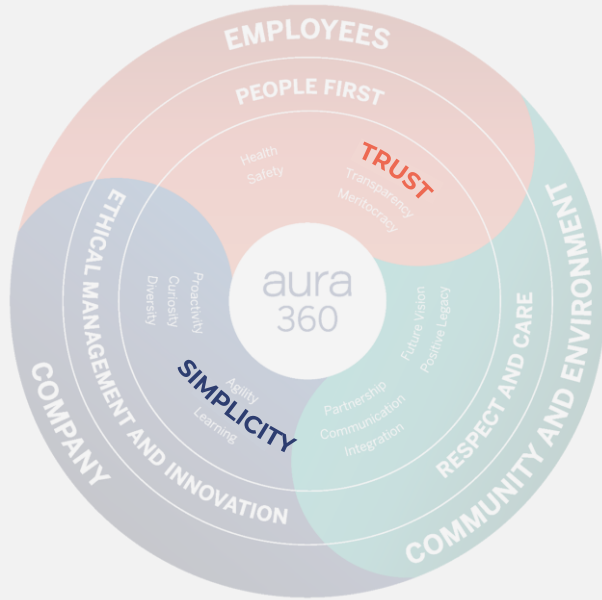 EMPLOYEES
PEOPLE FIRST
Health
Safety
TRUST
Transparency
Meritocracy
ETHICAL MANAGEMENT AND INNOVATION
COMPANY
Diversity
Curiosity
Proactivity
Agility
SIMPLICITY
Learning
aura
360
Future Vision
Positive Legacy
Partnership
Communication
Integration
RESPECT AND CARE
COMMUNITY AND ENVIRONMENT